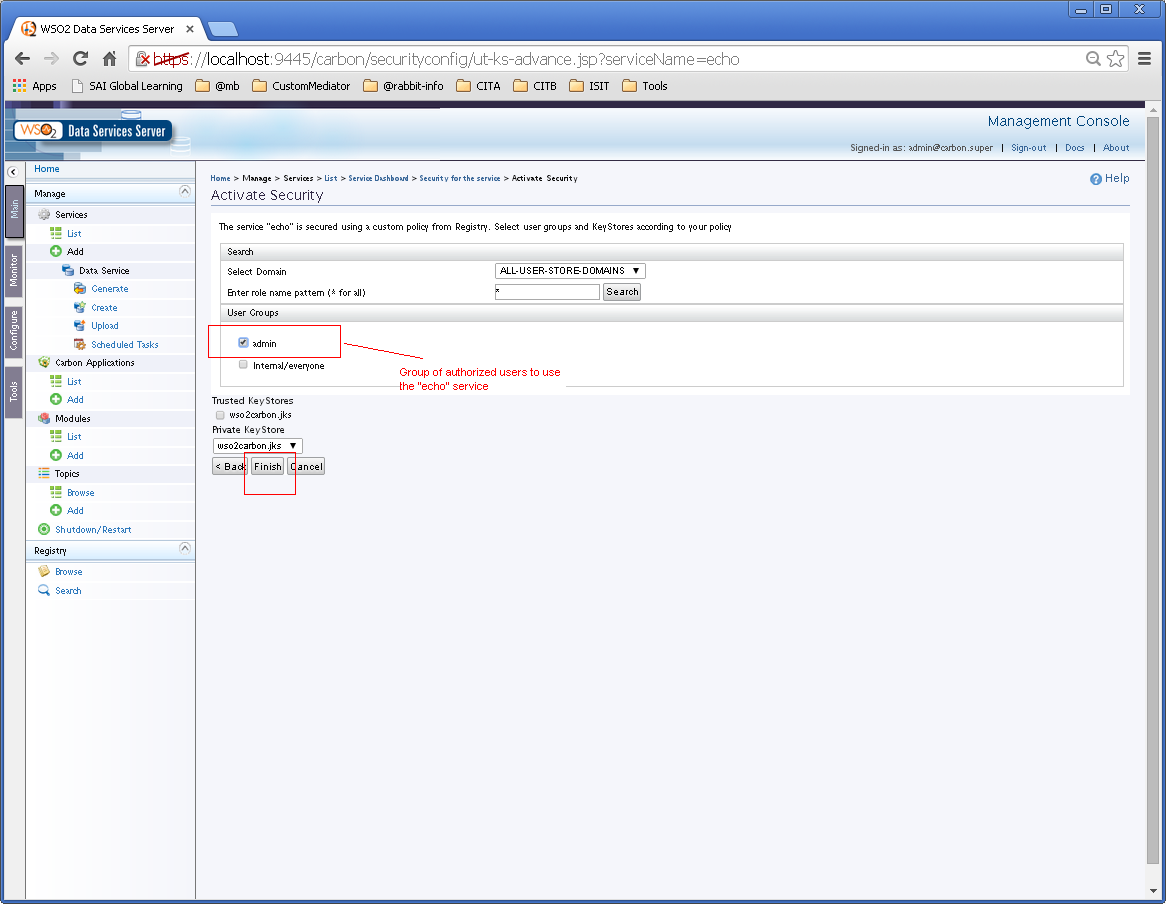 WSO2 Data Services Server
https://localhost:9445/carbon/securityconfig/ut-ks-advance.jsp?serviceName=echo
Apps SAI Global Learning @mb CustomMediator @rabbit-info CITA CITB ISIT Tools
WSO2 Data Services Server
Management Console
Signed-in as: admin@carbon.super | Sign-out | Docs | About
Main
Monitor
Configure
Tools
Home
Manage
Services
List
Add
Data Service
Generate
Create
Upload
Scheduled Tasks
Carbon Applications
List
Add
Modules
List
Add
Topics
Browse
Add
Shutdown/Restart
Registry
Browse
Search
Home > Manage > Services > List > Service Dashboard > Security for the service > Activate Security
Help
Activate Security
The service "echo" is secured using a custom policy from Registry. Select user groups and KeyStores according to your policy
Search
Select Domain ALL-USER-STORE-DOMAINS
Enter role name pattern (* for all) * Search
User Groups
admin
Internal/everyone
Group of authorized users to use
the "echo" service
Trusted KeyStores
wso2carbon.jks
Private KeyStore
wso2carbon.jks
< Back Finish Cancel